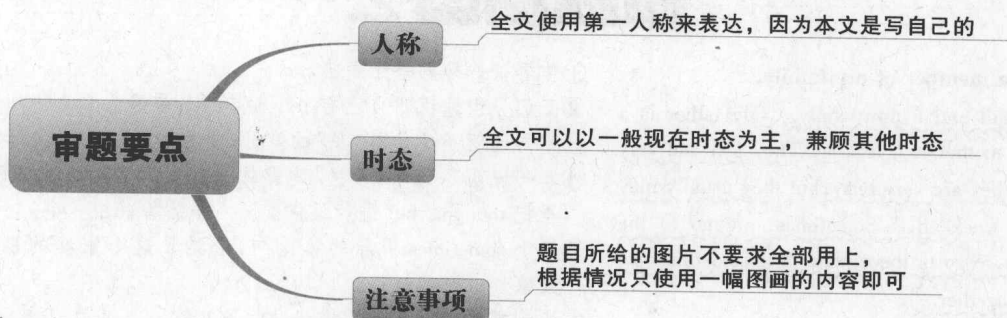 人称
全文使用第一人称来表达，因为本文是写自己的
审题要点
时态
全文可以以一般现在时态为主，兼顾其他时态
题目所给的图片不要求全部用上，
根据情况只使用一幅图画的内容即可
注意事项